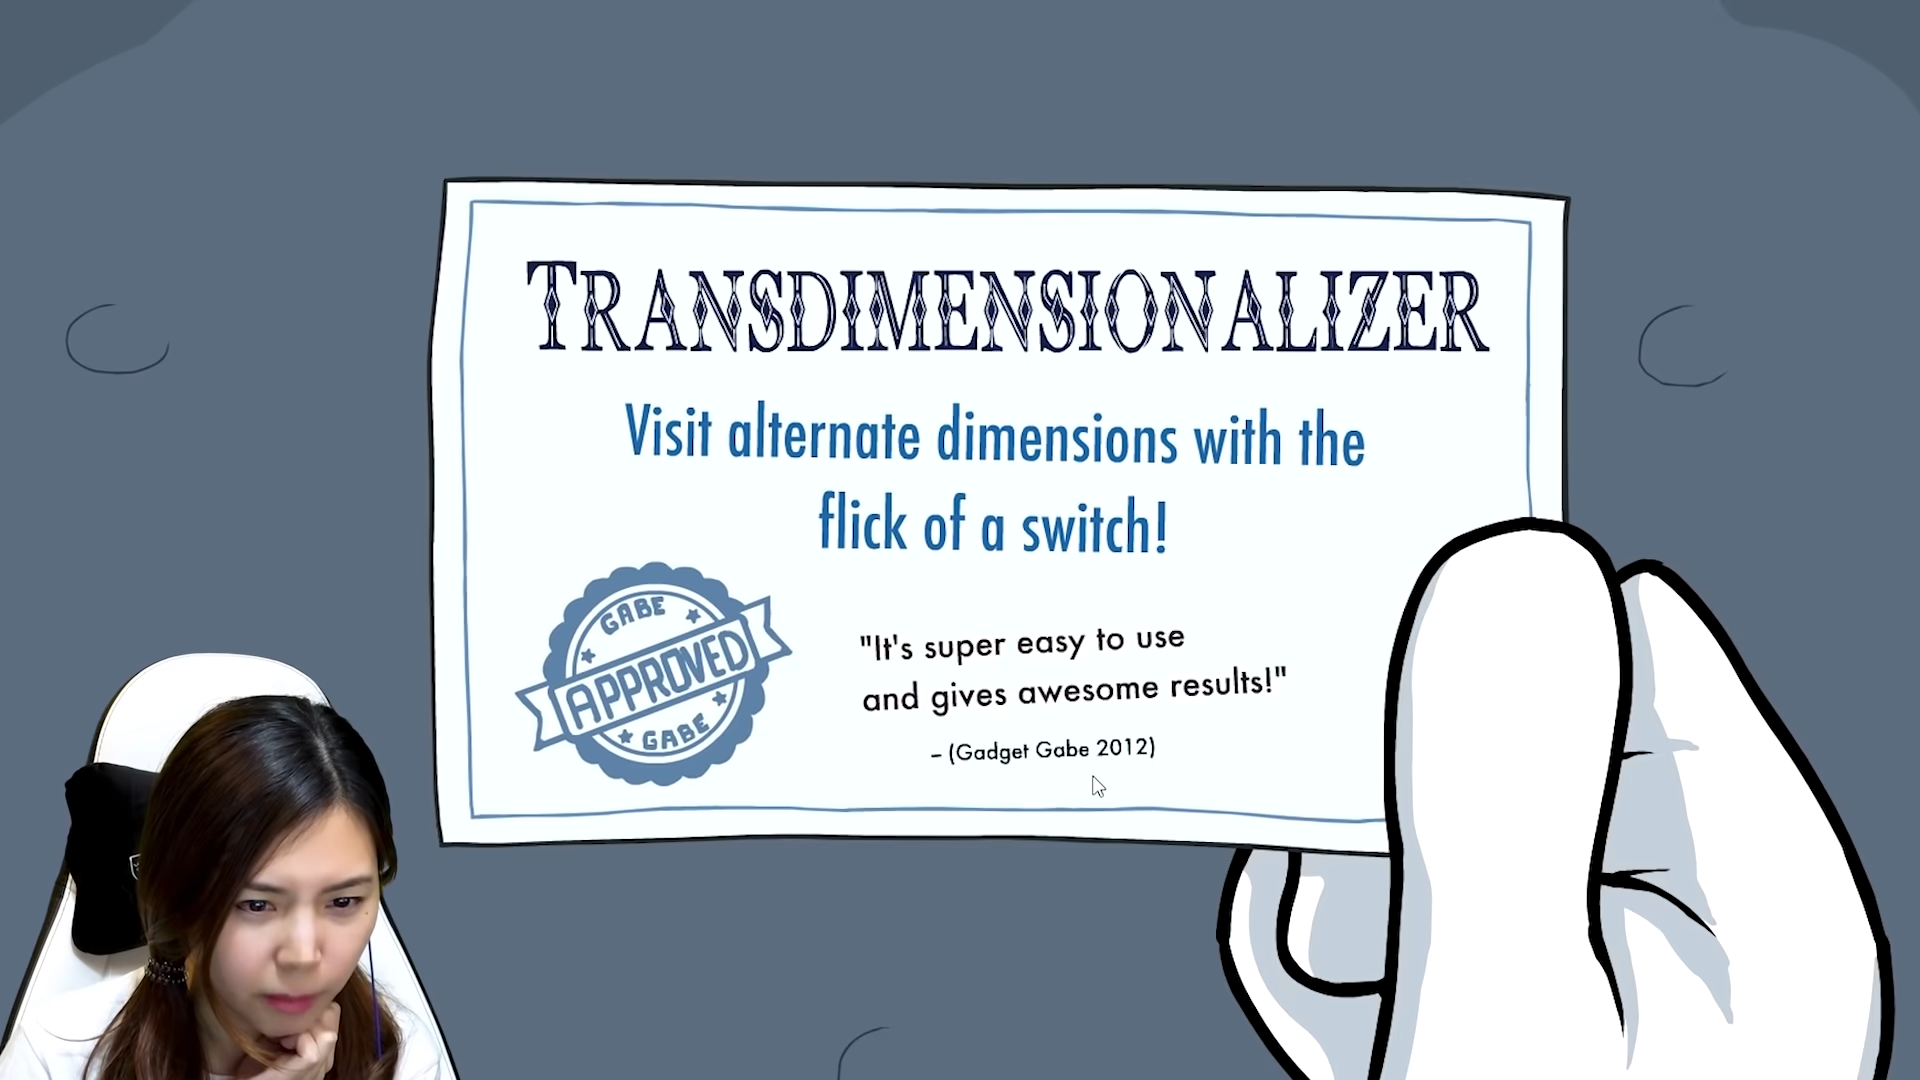 TRANSDIMENSIONALIZER
Visit alternate dimensions with the
flick of a switch!
GABE
APPROVED
GABE
"It's super easy to use
and gives awesome results!"
– (Gadget Gabe 2012)